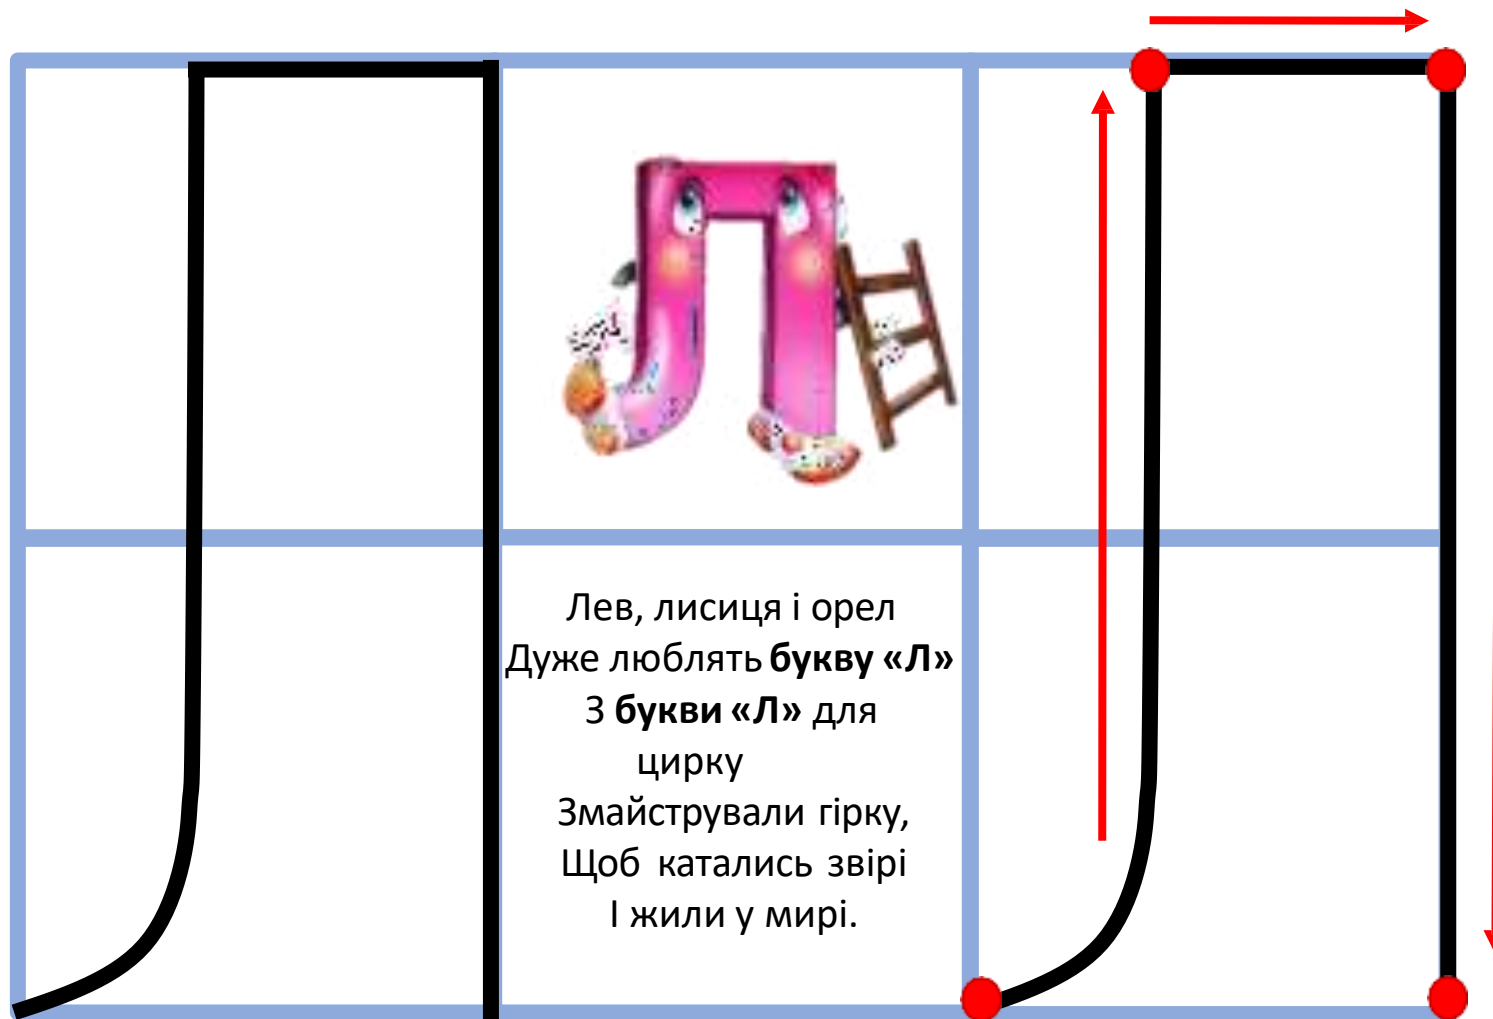 Лев, лисиця і орел
Дуже люблять букву «Л»
З букви «Л» для
цирку
Змайстрували гірку,
Щоб катались звірі
І жили у мирі.